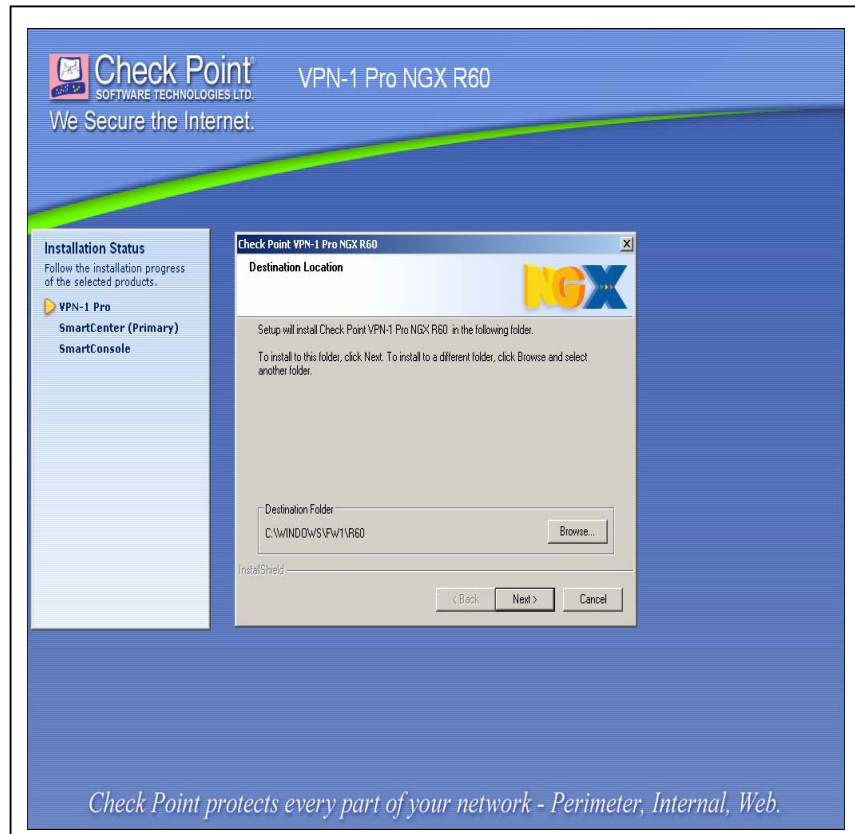 Check Point
SOFTWARE TECHNOLOGIES LTD.
We Secure the Internet.
VPN-1 Pro NGX R60
Installation Status
Follow the installation progress
of the selected products.
VPN-1 Pro
SmartCenter (Primary)
SmartConsole
Check Point VPN-1 Pro NGX R60
Destination Location
NGX
Setup will install Check Point VPN-1 Pro NGX R60 in the following folder.
To install to this folder, click Next. To install to a different folder, click Browse and select
another folder.
Destination Folder
C:\WINDOWS\FW1\R60
Browse...
InstallShield
< Back
Next >
Cancel
Check Point protects every part of your network - Perimeter, Internal, Web.